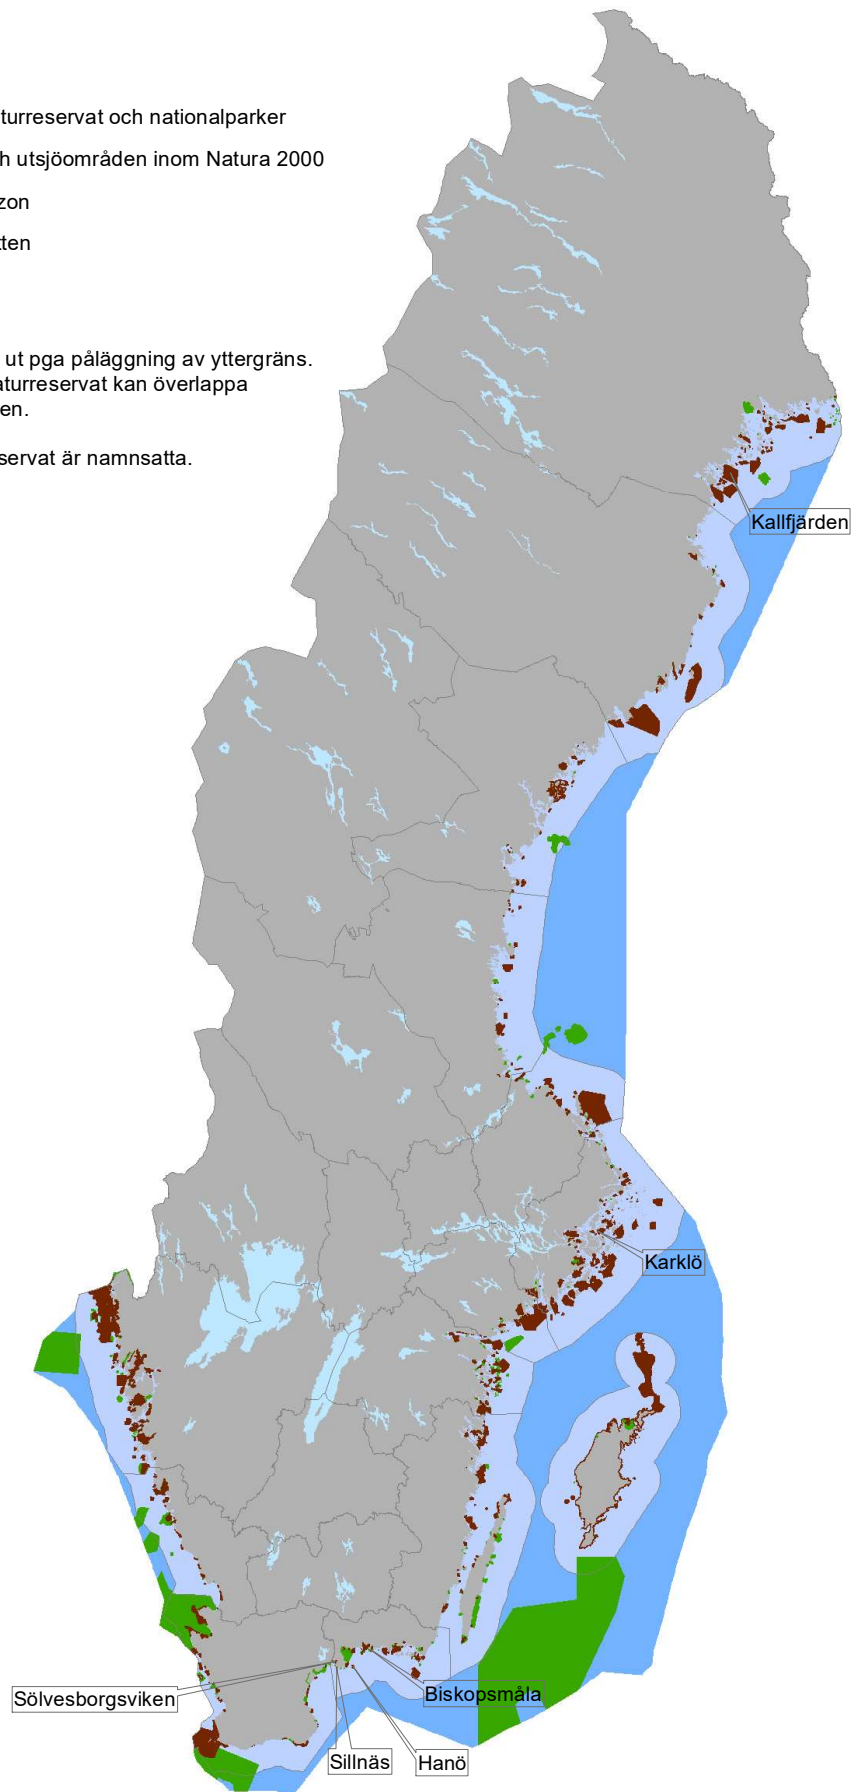 turreservat och nationalparker
h utsjöområden inom Natura 2000
zon
tten
ut pga påläggning av yttergräns.
aturreservat kan överlappa
en.
servat är namnsatta.
Kallfjärden
Karklö
Sölvesborgsviken
Biskopsmåla
Sillnäs
Hanö